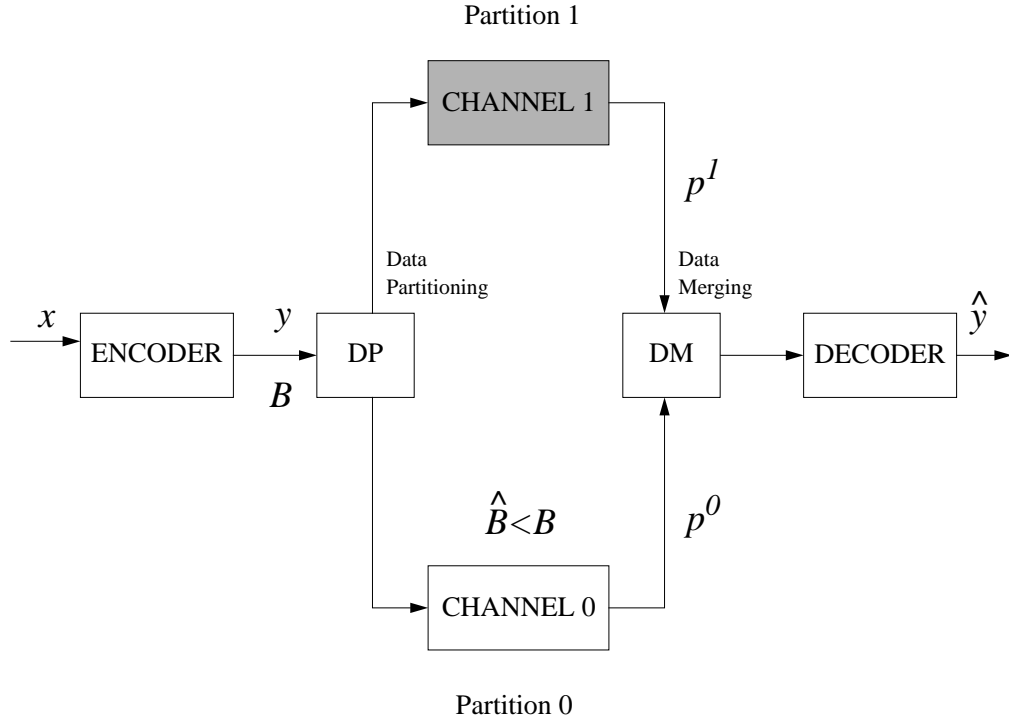 Partition 1
CHANNEL 1
p^1
Data
Partitioning
Data
Merging
x
ENCODER
y
B
DP
DM
DECODER
ŷ
B̂<B
p^0
CHANNEL 0
Partition 0